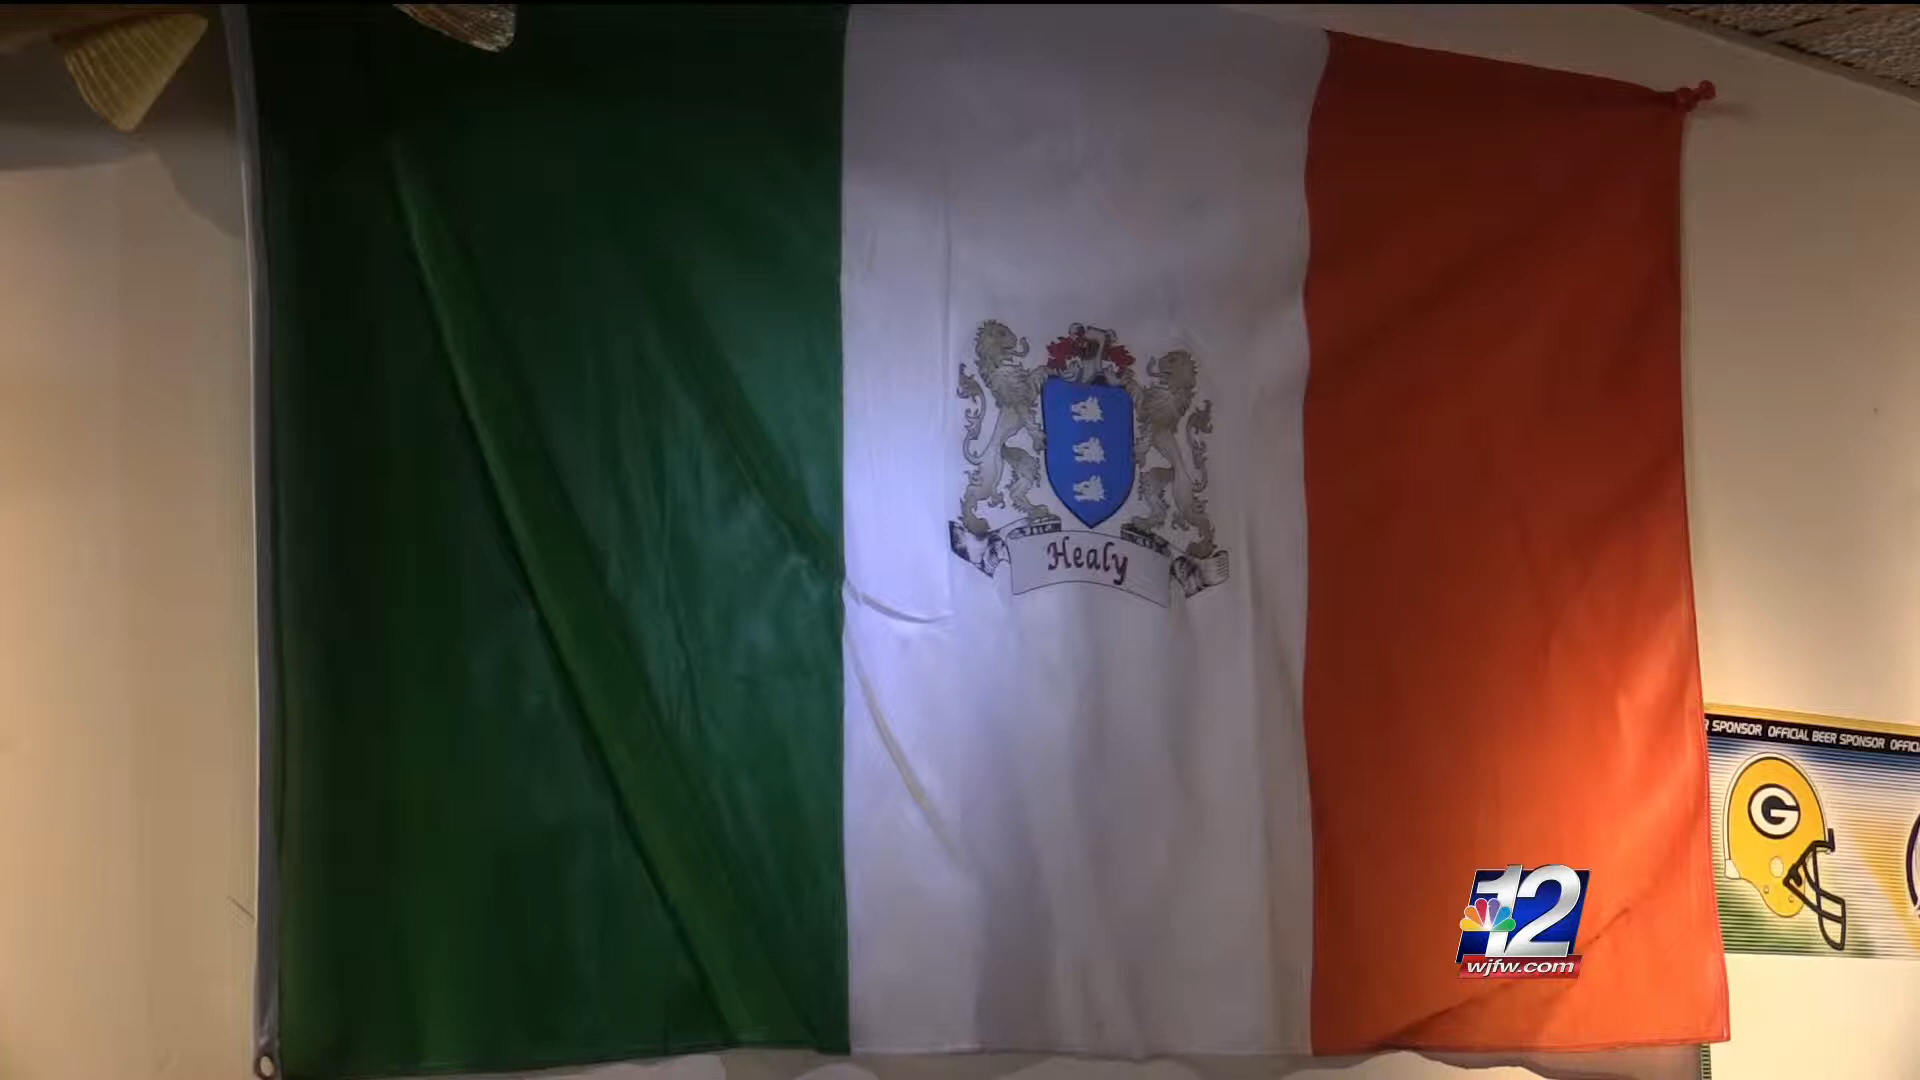 Healy
R SPONSOR OFFICIAL BEER SPONSOR OFFICI
G
12
wjfw.com